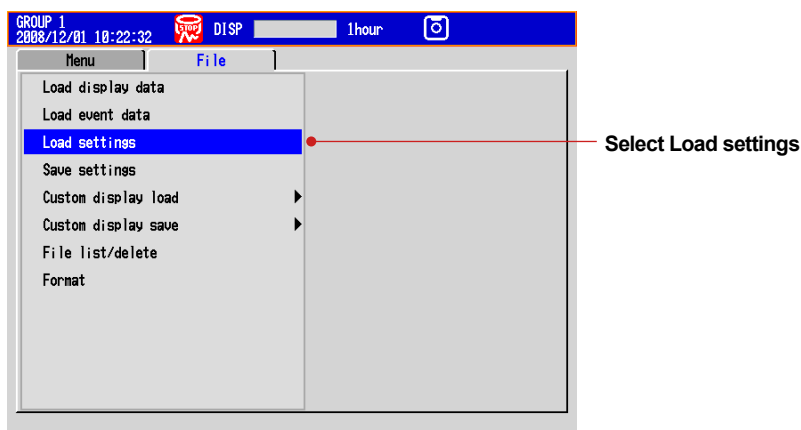 GROUP 1
2008/12/01 10:22:32 STOP DISP 1hour
Menu File
Load display data
Load event data
Load settings
Select Load settings
Save settings
Custom display load
Custom display save
File list/delete
Format